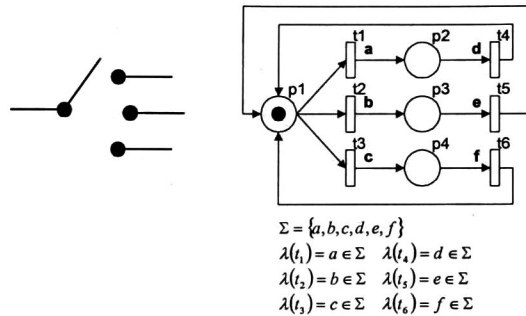 t1 a p2 d t4
p1
t2 b p3 e t5
t3 c p4 f t6
Σ = {a,b,c,d,e,f}
λ(t₁) = a ∈ Σ λ(t₄) = d ∈ Σ
λ(t₂) = b ∈ Σ λ(t₅) = e ∈ Σ
λ(t₃) = c ∈ Σ λ(t₆) = f ∈ Σ